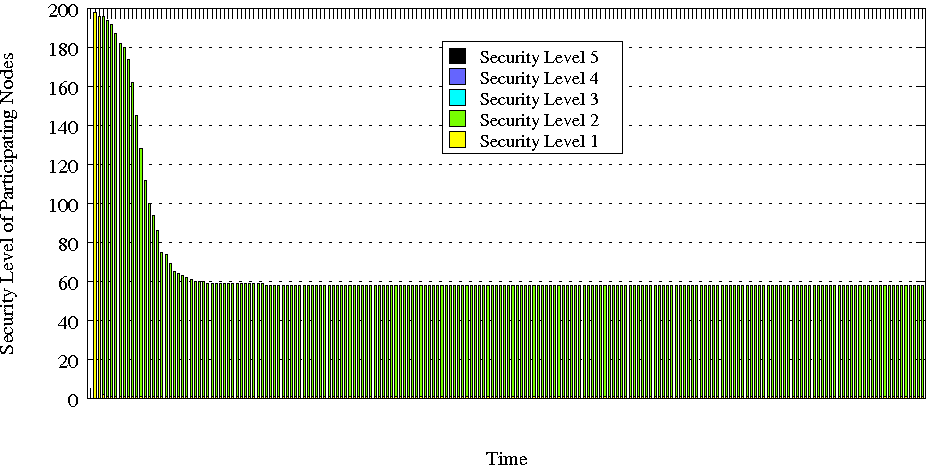 Security Level of Participating Nodes
200
180
160
140
120
100
80
60
40
20
0
Security Level 5
Security Level 4
Security Level 3
Security Level 2
Security Level 1
Time